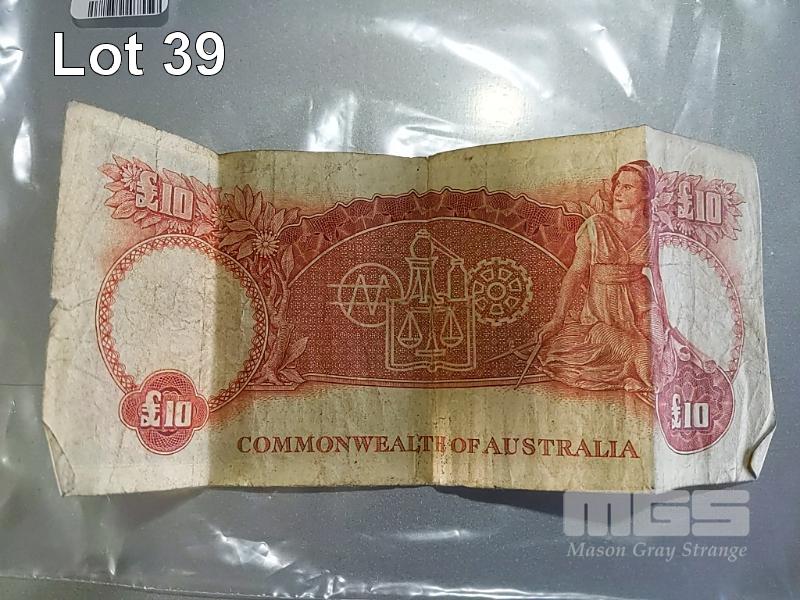 Lot 39
£10 £10
£10 £10
COMMONWEALTH OF AUSTRALIA
MGS
Mason Gray Strange